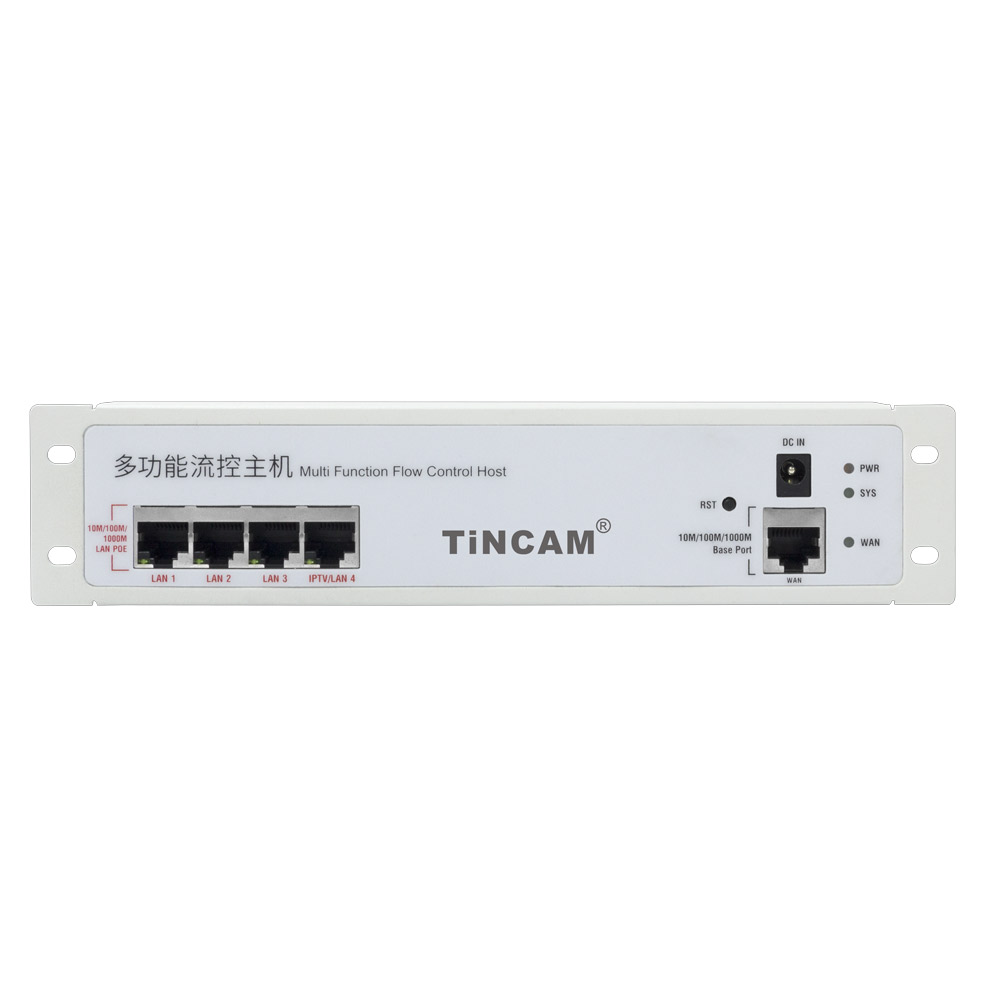 多功能流控主机 Multi Function Flow Control Host
10M/100M/
1000M
LAN POE
LAN 1
LAN 2
LAN 3
IPTV/LAN 4
TiNCAM®
RST
10M/100M/1000M
Base Port
DC IN
WAN
PWR
SYS
WAN